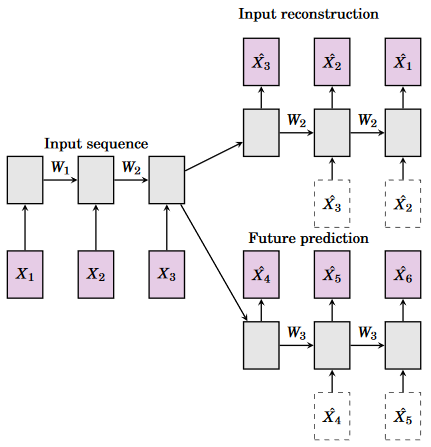 Input reconstruction
X̂₃ X̂₂ X̂₁
W₂ W₂
Input sequence
W₁ W₂
X̂₃ X̂₂
Future prediction
X₁ X₂ X₃
X̂₄ X̂₅ X̂₆
W₃ W₃
X̂₄ X̂₅